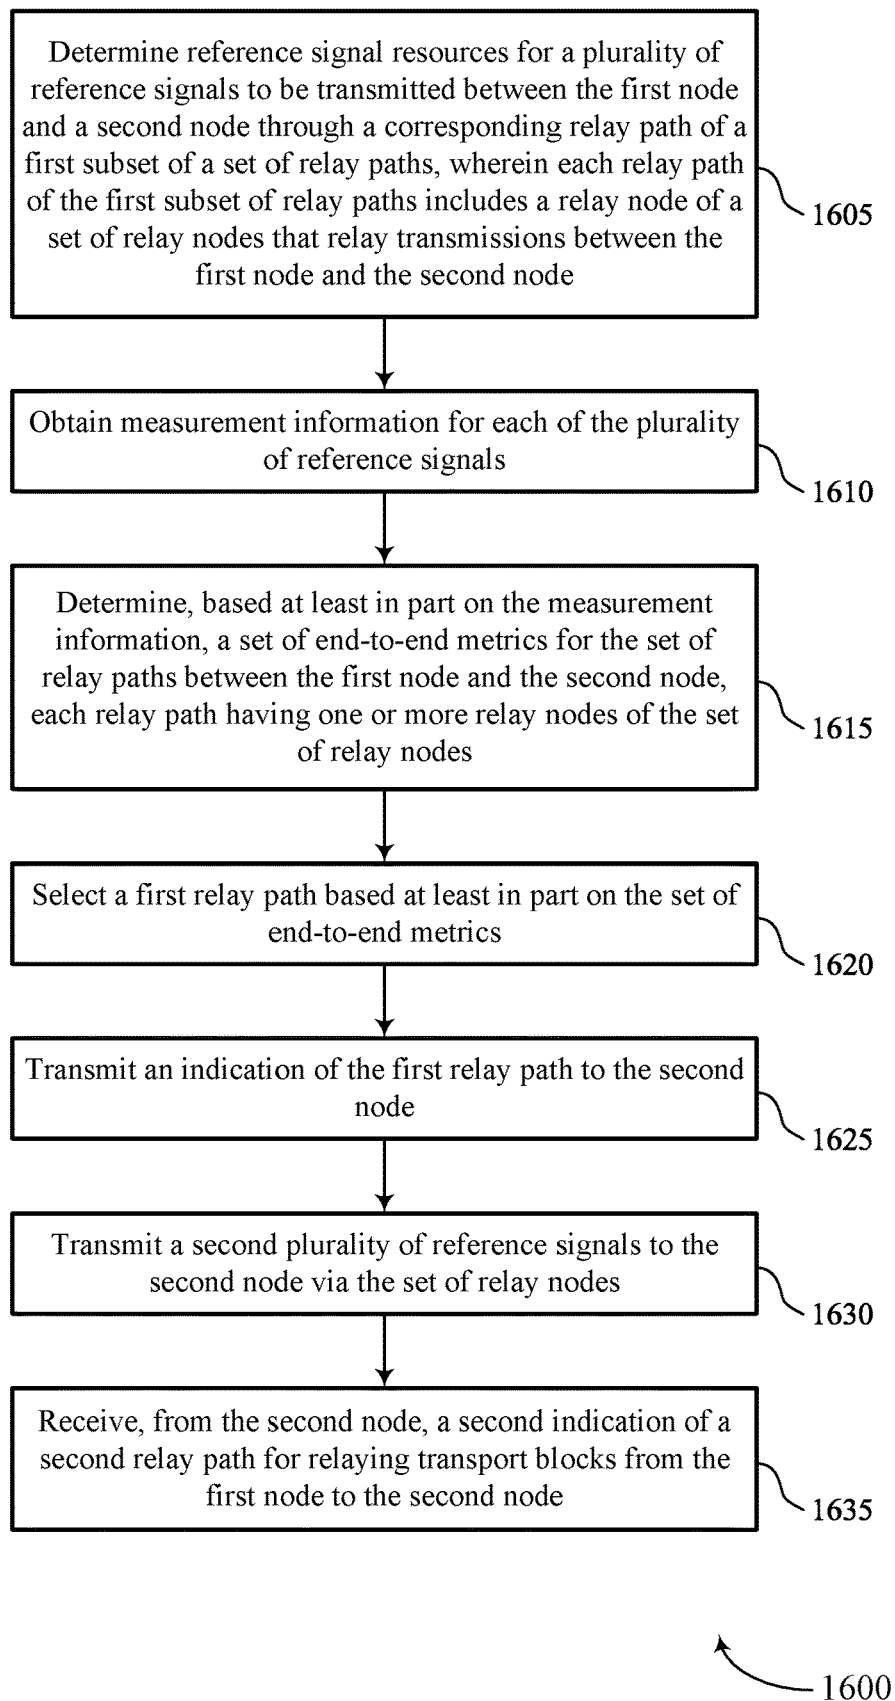 Determine reference signal resources for a plurality of
reference signals to be transmitted between the first node
and a second node through a corresponding relay path of a
first subset of a set of relay paths, wherein each relay path
of the first subset of relay paths includes a relay node of a
set of relay nodes that relay transmissions between the
first node and the second node
1605
Obtain measurement information for each of the plurality
of reference signals
1610
Determine, based at least in part on the measurement
information, a set of end-to-end metrics for the set of
relay paths between the first node and the second node,
each relay path having one or more relay nodes of the set
of relay nodes
1615
Select a first relay path based at least in part on the set of
end-to-end metrics
1620
Transmit an indication of the first relay path to the second
node
1625
Transmit a second plurality of reference signals to the
second node via the set of relay nodes
1630
Receive, from the second node, a second indication of a
second relay path for relaying transport blocks from the
first node to the second node
1635
1600